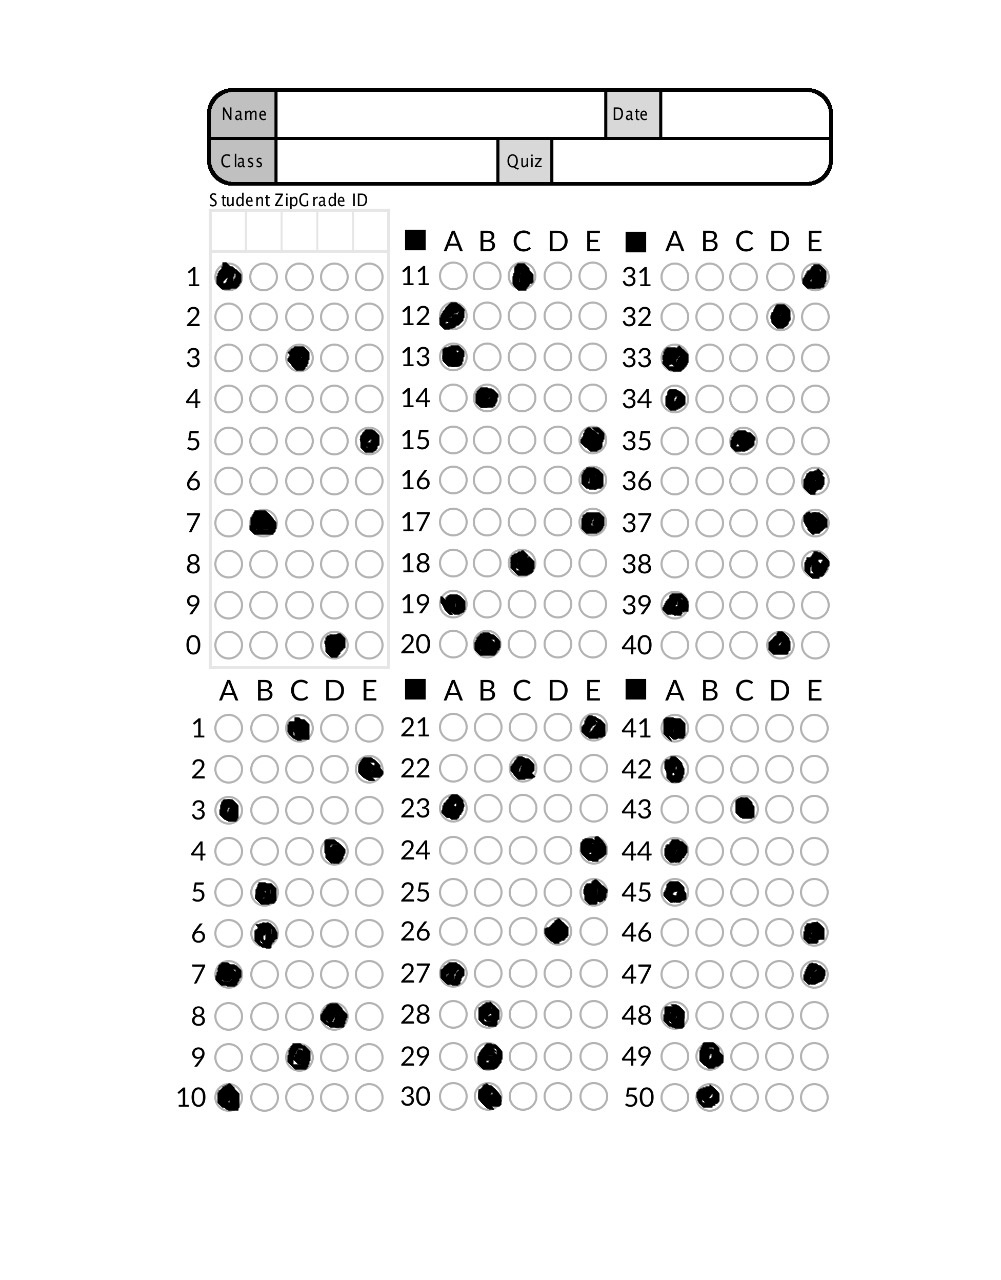 Name Date
Class Quiz
Student ZipGrade ID
A B C D E A B C D E
1 11 31
2 12 32
3 13 33
4 14 34
5 15 35
6 16 36
7 17 37
8 18 38
9 19 39
0 20 40
A B C D E A B C D E A B C D E
1 21 41
2 22 42
3 23 43
4 24 44
5 25 45
6 26 46
7 27 47
8 28 48
9 29 49
10 30 50